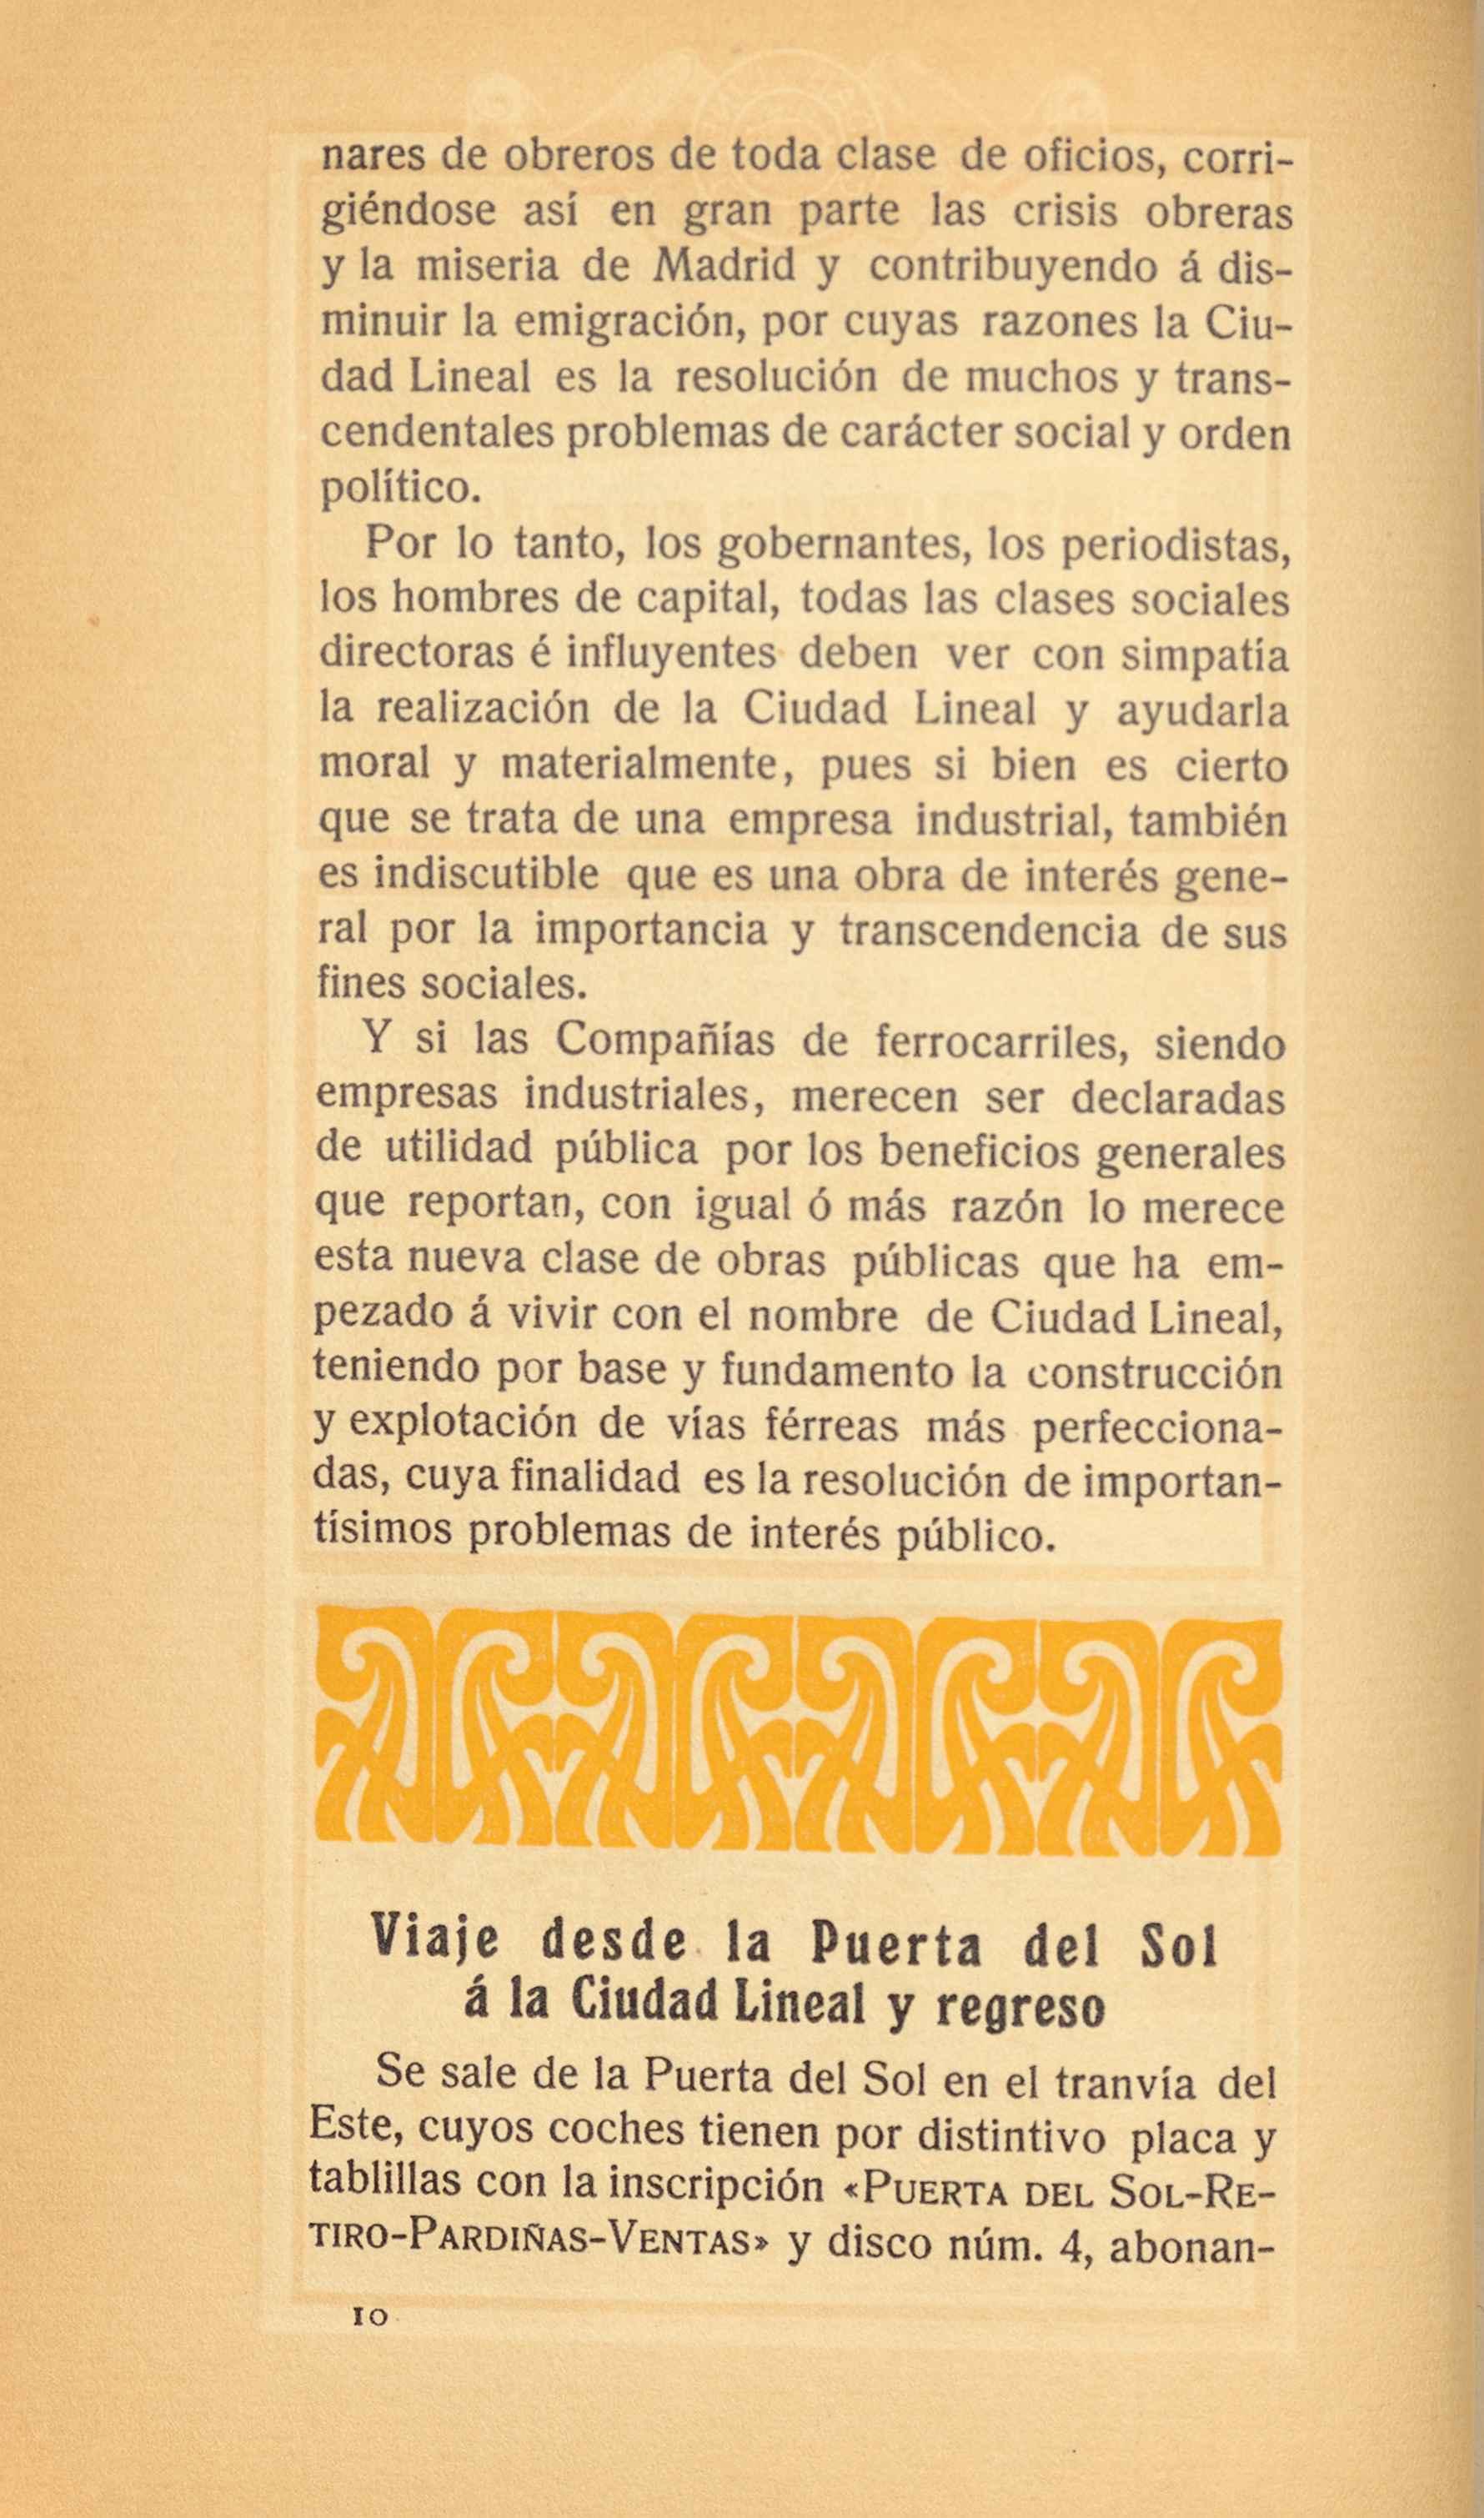 nares de obreros de toda clase de oficios, corri-
giéndose así en gran parte las crisis obreras
y la miseria de Madrid y contribuyendo á dis-
minuir la emigración, por cuyas razones la Ciu-
dad Lineal es la resolución de muchos y trans-
cendentales problemas de carácter social y orden
político.
Por lo tanto, los gobernantes, los periodistas,
los hombres de capital, todas las clases sociales
directoras é influyentes deben ver con simpatía
la realización de la Ciudad Lineal y ayudarla
moral y materialmente, pues si bien es cierto
que se trata de una empresa industrial, también
es indiscutible que es una obra de interés gene-
ral por la importancia y transcendencia de sus
fines sociales.
Y si las Compañías de ferrocarriles, siendo
empresas industriales, merecen ser declaradas
de utilidad pública por los beneficios generales
que reportan, con igual ó más razón lo merece
esta nueva clase de obras públicas que ha em-
pezado á vivir con el nombre de Ciudad Lineal,
teniendo por base y fundamento la construcción
y explotación de vías férreas más perfecciona-
das, cuya finalidad es la resolución de importan-
tísimos problemas de interés público.
Viaje desde la Puerta del Sol
á la Ciudad Lineal y regreso
Se sale de la Puerta del Sol en el tranvía del
Este, cuyos coches tienen por distintivo placa y
tablillas con la inscripción «PUERTA DEL SOL-RE-
TIRO-PARDIÑAS-VENTAS» y disco núm. 4, abonan-
10